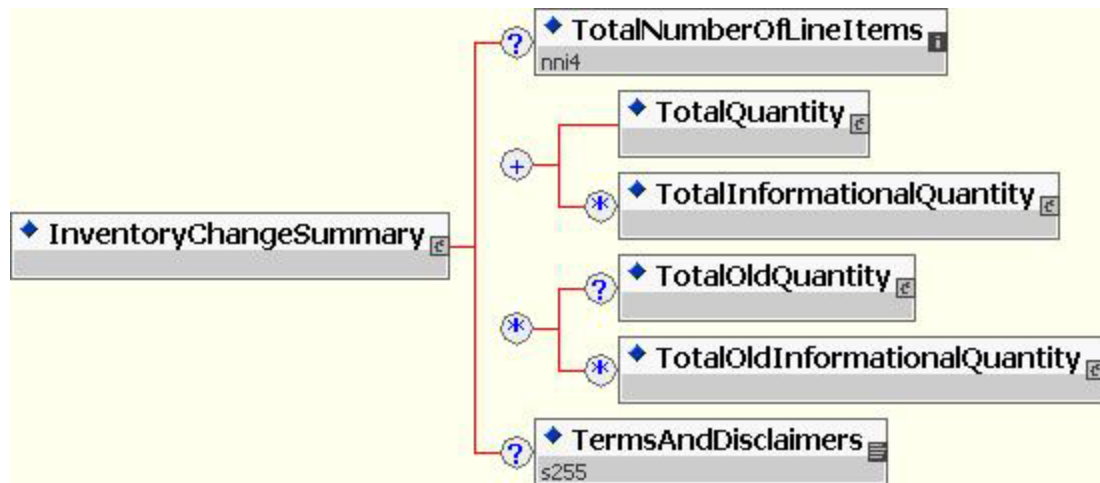 ? TotalNumberOfLineItems
nni4
TotalQuantity
+
* TotalInformationalQuantity
InventoryChangeSummary
? TotalOldQuantity
*
* TotalOldInformationalQuantity
? TermsAndDisclaimers
s255